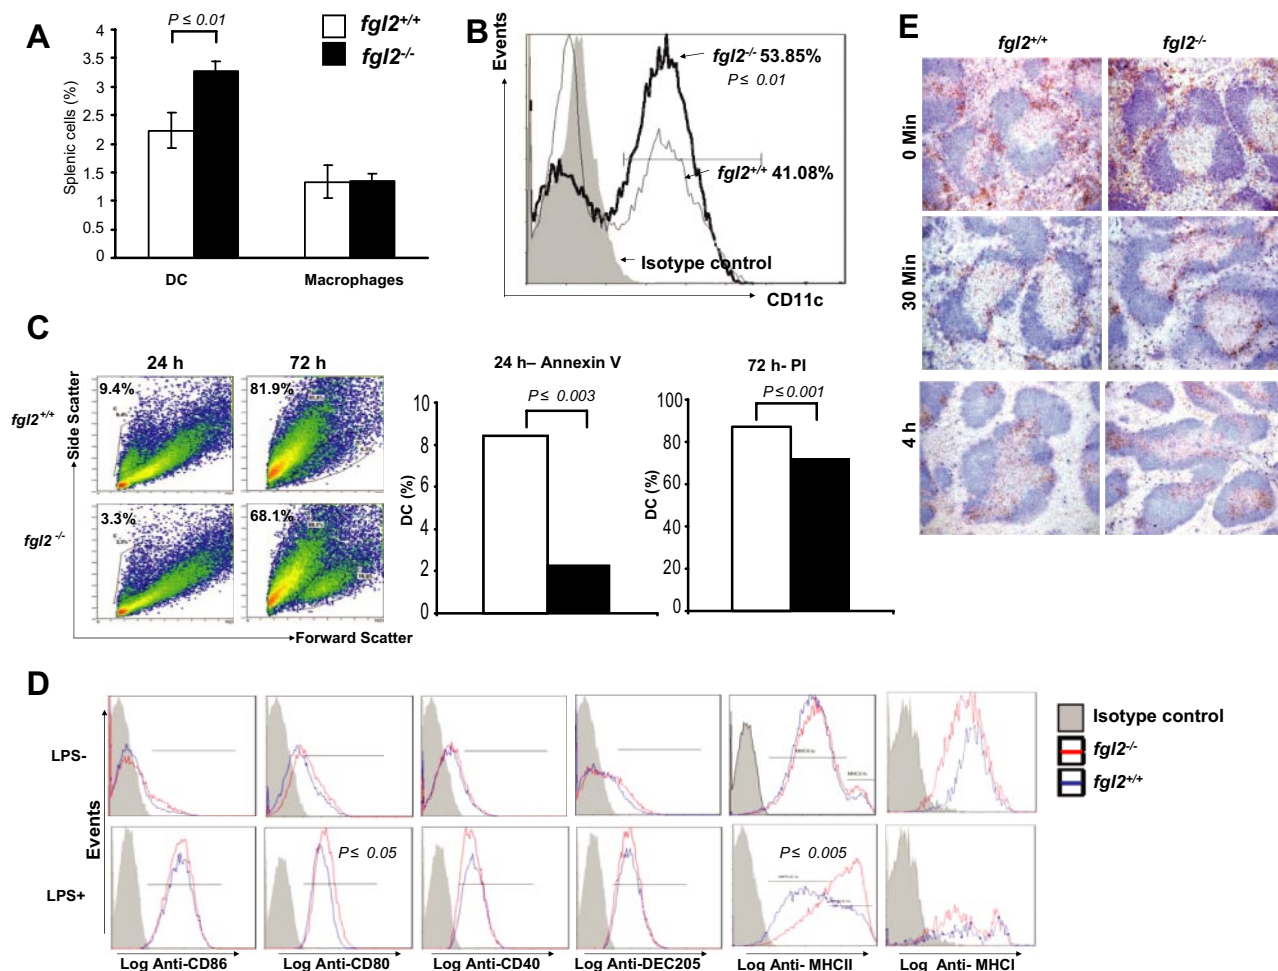 A
P ≤ 0.01
fgl2+/+
fgl2-/-
Splenic cells (%)
4
3.5
3
2.5
2
1.5
1
0.5
0
DC
Macrophages
B
Events
fgl2-/- 53.85%
P ≤ 0.01
fgl2+/+ 41.08%
Isotype control
CD11c
C
24 h
72 h
Side Scatter
fgl2+/+
9.4%
81.9%
fgl2 -/-
3.3%
68.1%
Forward Scatter
24 h– Annexin V
P ≤ 0.003
DC (%)
10
8
6
4
2
0
72 h- PI
P ≤ 0.001
DC (%)
100
80
60
40
20
0
D
Events
LPS-
LPS+
P ≤ 0.05
P ≤ 0.005
Log Anti-CD86
Log Anti-CD80
Log Anti-CD40
Log Anti-DEC205
Log Anti- MHCII
Log Anti- MHCI
Isotype control
fgl2-/-
fgl2+/+
E
fgl2+/+
fgl2-/-
0 Min
30 Min
4 h